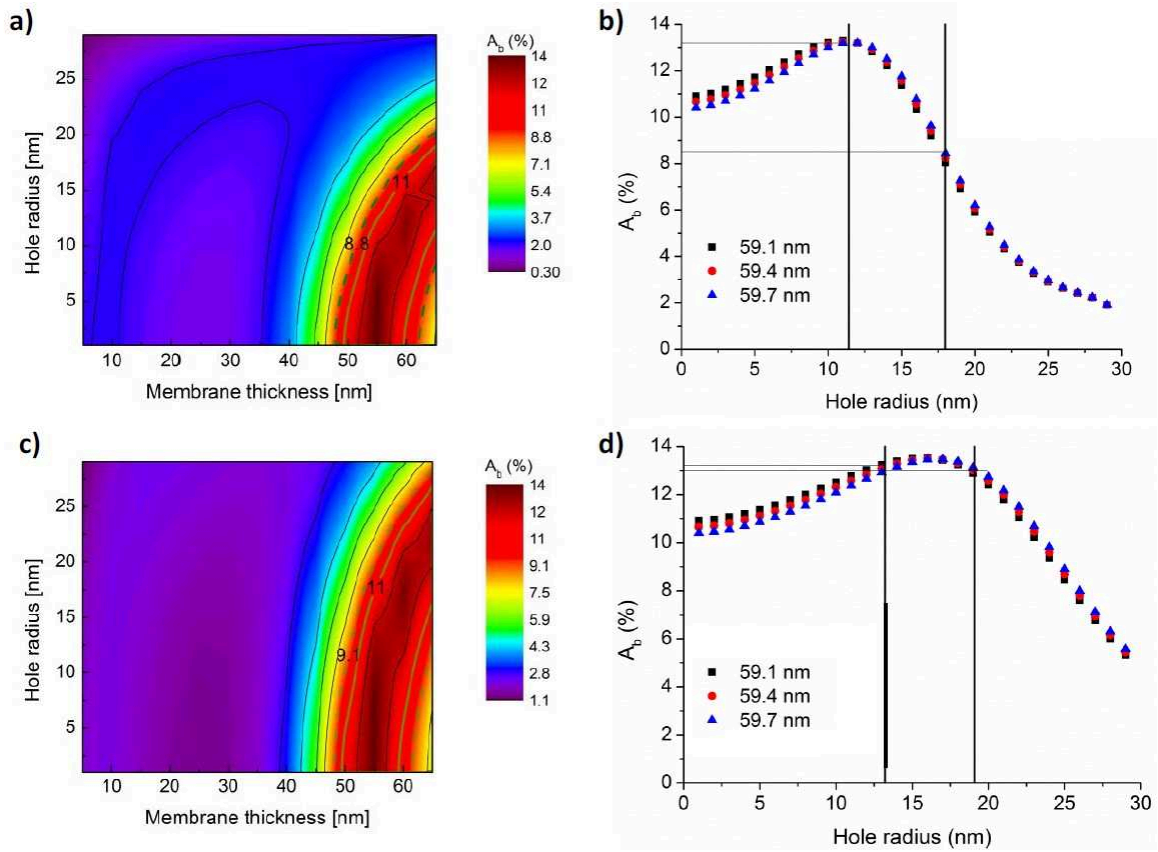 a)
A_b (%)
14
11
8.8
7.1
5.4
3.7
2.0
0.30
25
20
15
10
5
Hole radius [nm]
11
8.8
10 20 30 40 50 60
Membrane thickness [nm]
b)
14
12
10
8
6
4
2
0
A_b (%)
59.1 nm
59.4 nm
59.7 nm
0 5 10 15 20 25 30
Hole radius (nm)
c)
A_b (%)
14
12
11
9.1
7.5
5.9
4.3
2.8
1.1
25
20
15
10
5
Hole radius [nm]
11
9.1
10 20 30 40 50 60
Membrane thickness [nm]
d)
14
12
10
8
6
4
2
0
A_b (%)
59.1 nm
59.4 nm
59.7 nm
0 5 10 15 20 25 30
Hole radius (nm)